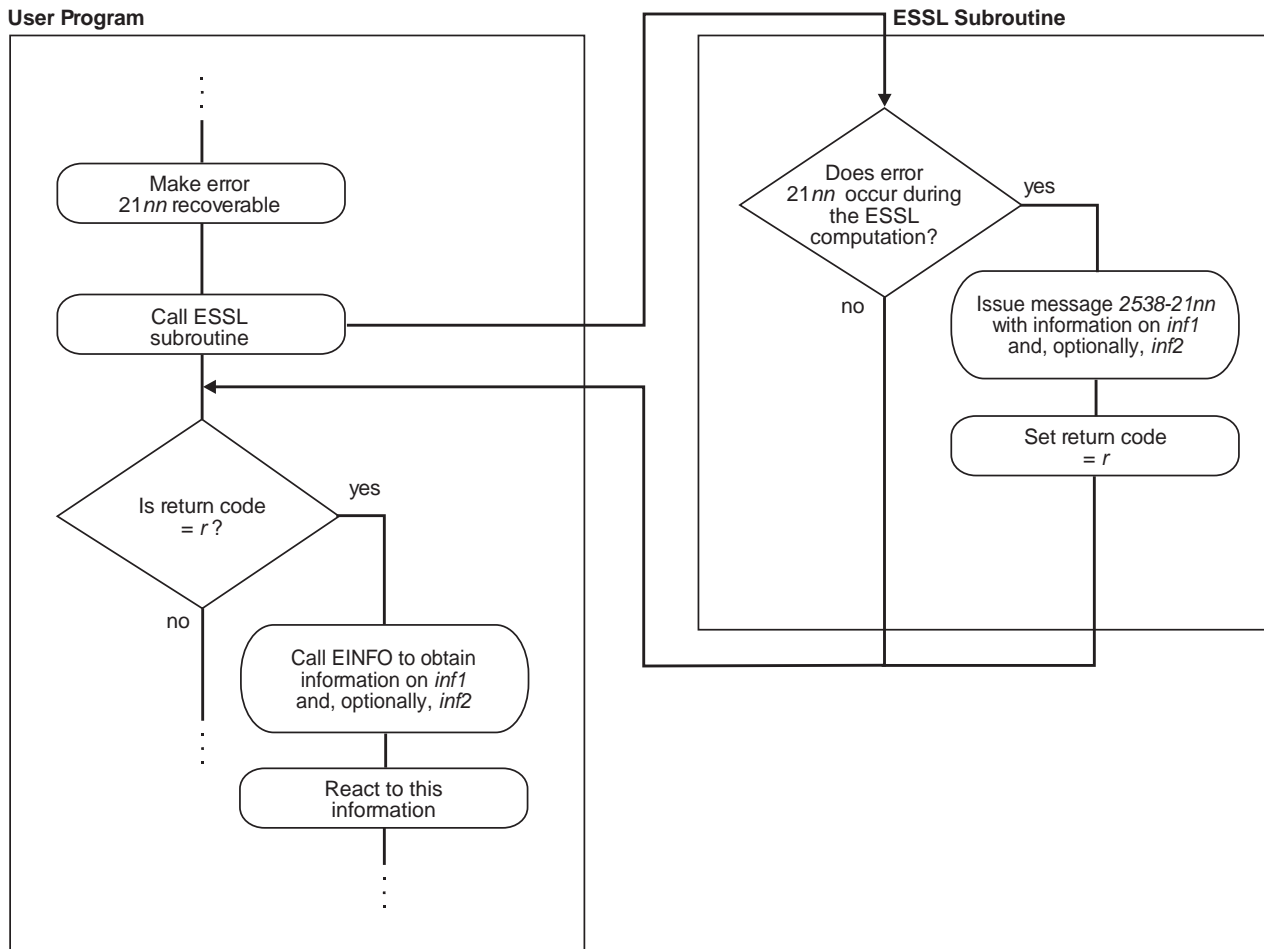 User Program
Make error
21nn recoverable
Call ESSL
subroutine
Is return code
= r ?
yes
no
Call EINFO to obtain
information on inf1
and, optionally, inf2
React to this
information
ESSL Subroutine
Does error
21nn occur during
the ESSL
computation?
yes
no
Issue message 2538-21nn
with information on inf1
and, optionally, inf2
Set return code
= r